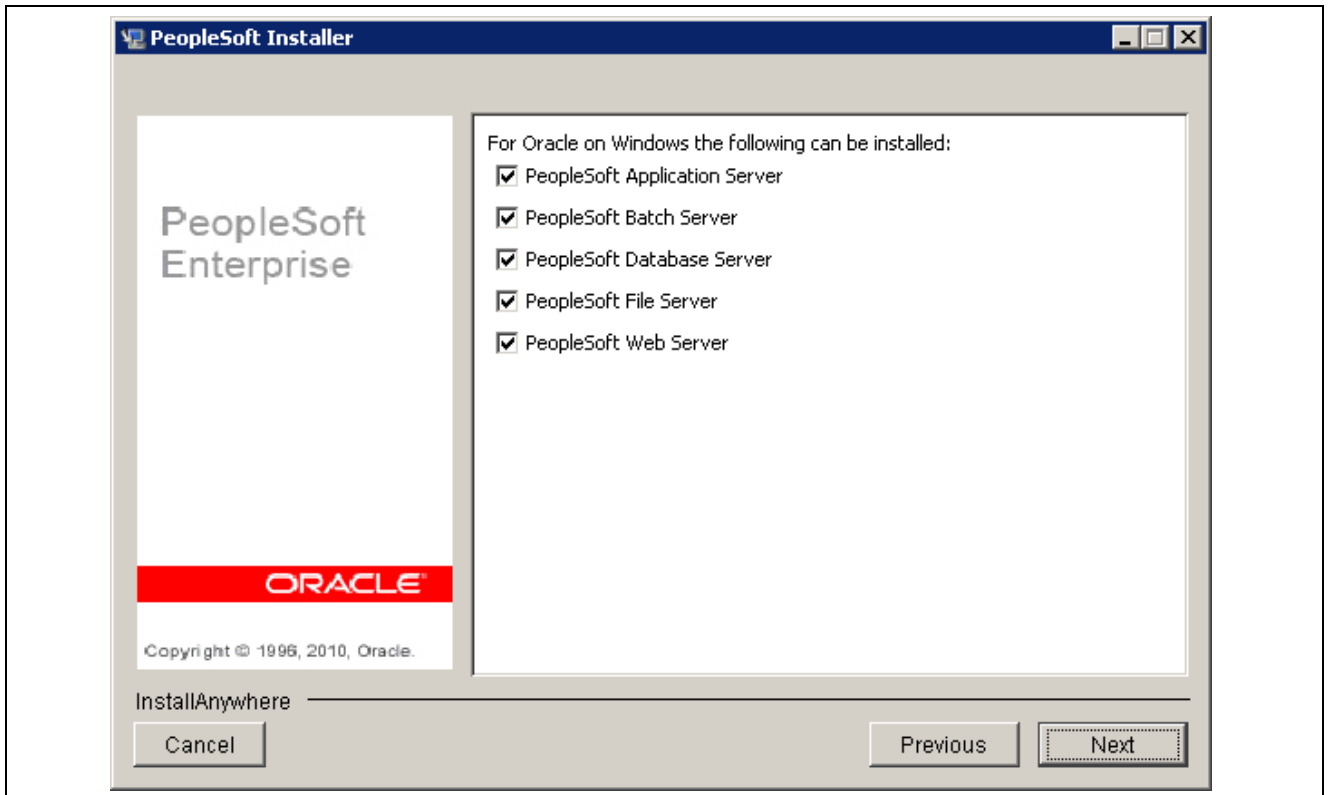 PeopleSoft Installer
For Oracle on Windows the following can be installed:
PeopleSoft Application Server
PeopleSoft Batch Server
PeopleSoft Database Server
PeopleSoft File Server
PeopleSoft Web Server
PeopleSoft
Enterprise
ORACLE
Copyright © 1996, 2010, Oracle.
InstallAnywhere
Cancel
Previous
Next